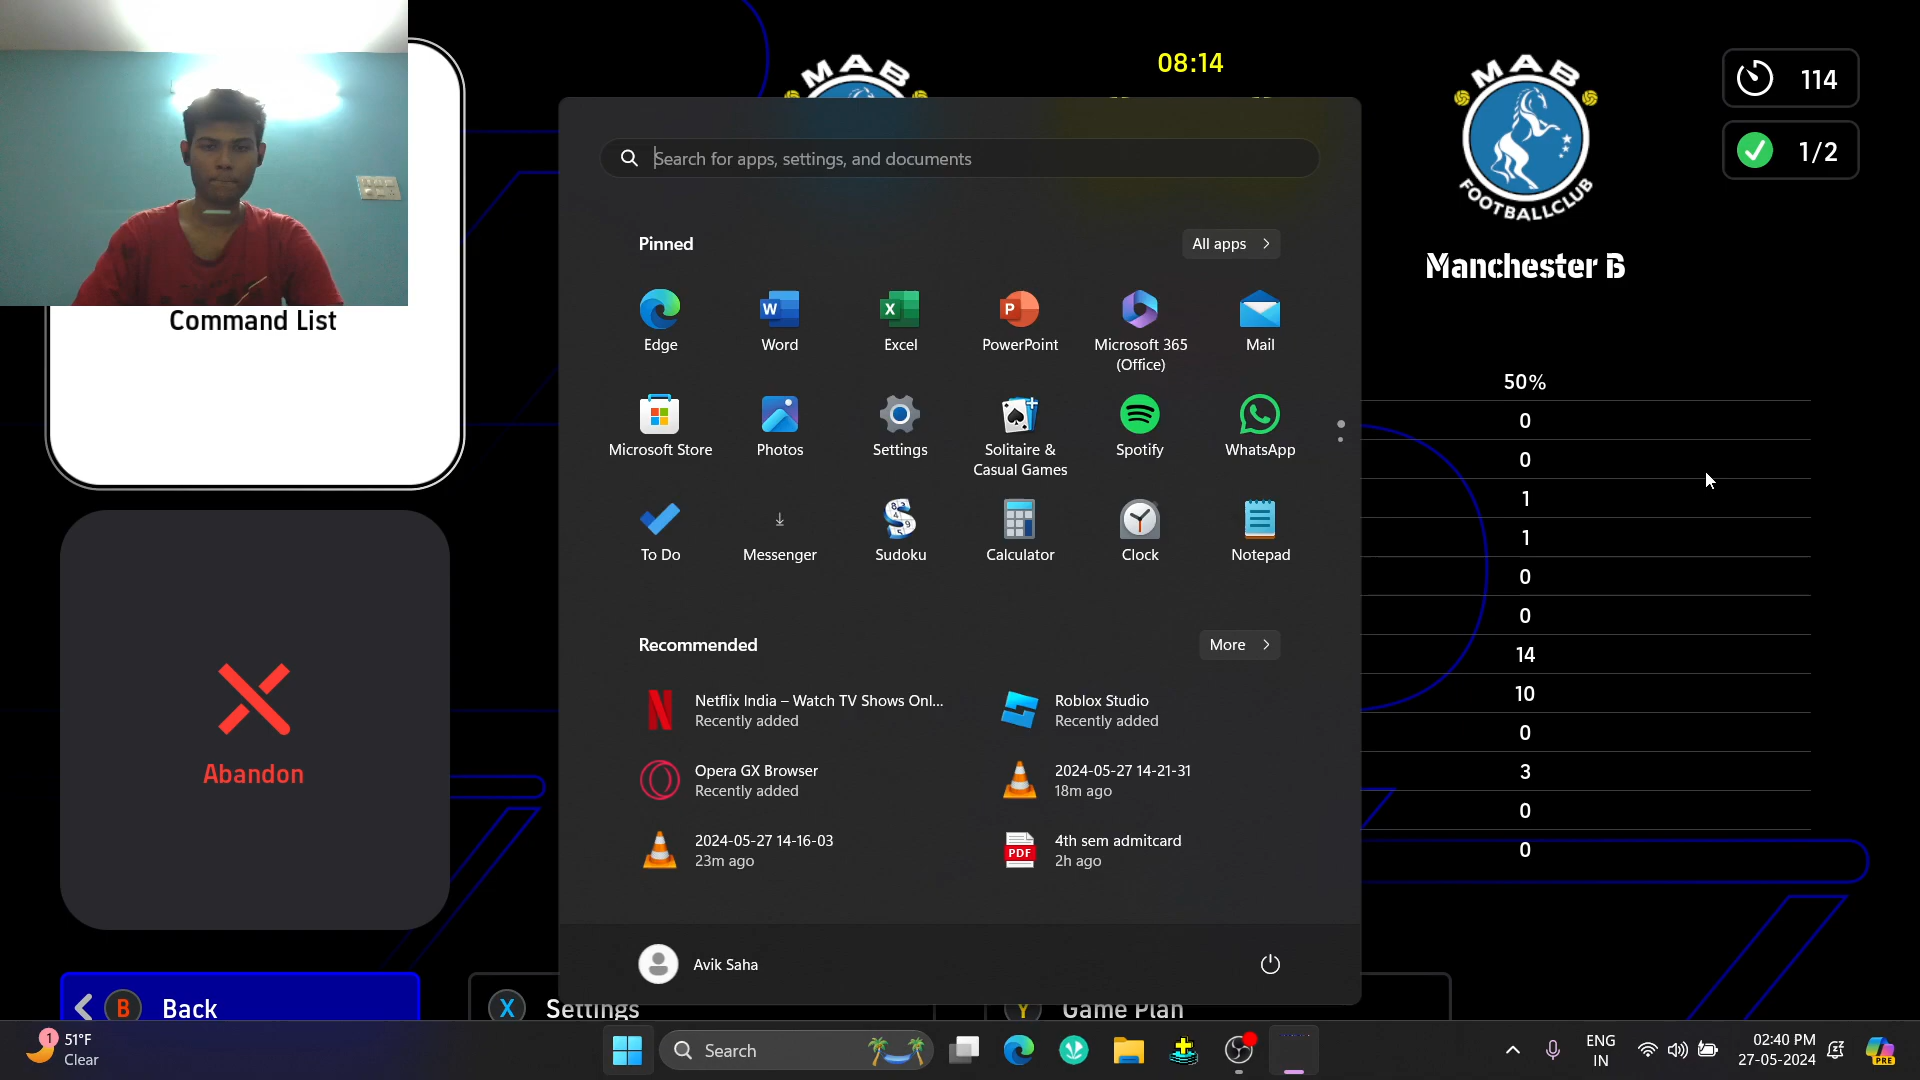 MAB
08:14
MAB
FOOTBALLCLUB
114
1/2
Search for apps, settings, and documents
Pinned
All apps
Manchester B
Command List
Edge
Word
Excel
PowerPoint
Microsoft 365
(Office)
Mail
Microsoft Store
Photos
Settings
Solitaire &
Casual Games
Spotify
WhatsApp
To Do
Messenger
Sudoku
Calculator
Clock
Notepad
50%
0
0
1
1
0
0
14
10
0
3
0
0
Recommended
More
Netflix India – Watch TV Shows Onl...
Recently added
Roblox Studio
Recently added
Opera GX Browser
Recently added
2024-05-27 14-21-31
18m ago
2024-05-27 14-16-03
23m ago
PDF
4th sem admitcard
2h ago
Abandon
Avik Saha
B Back
X Settings
Y Game Plan
1
51°F
Clear
Search
ENG
IN
02:40 PM
27-05-2024
PRE